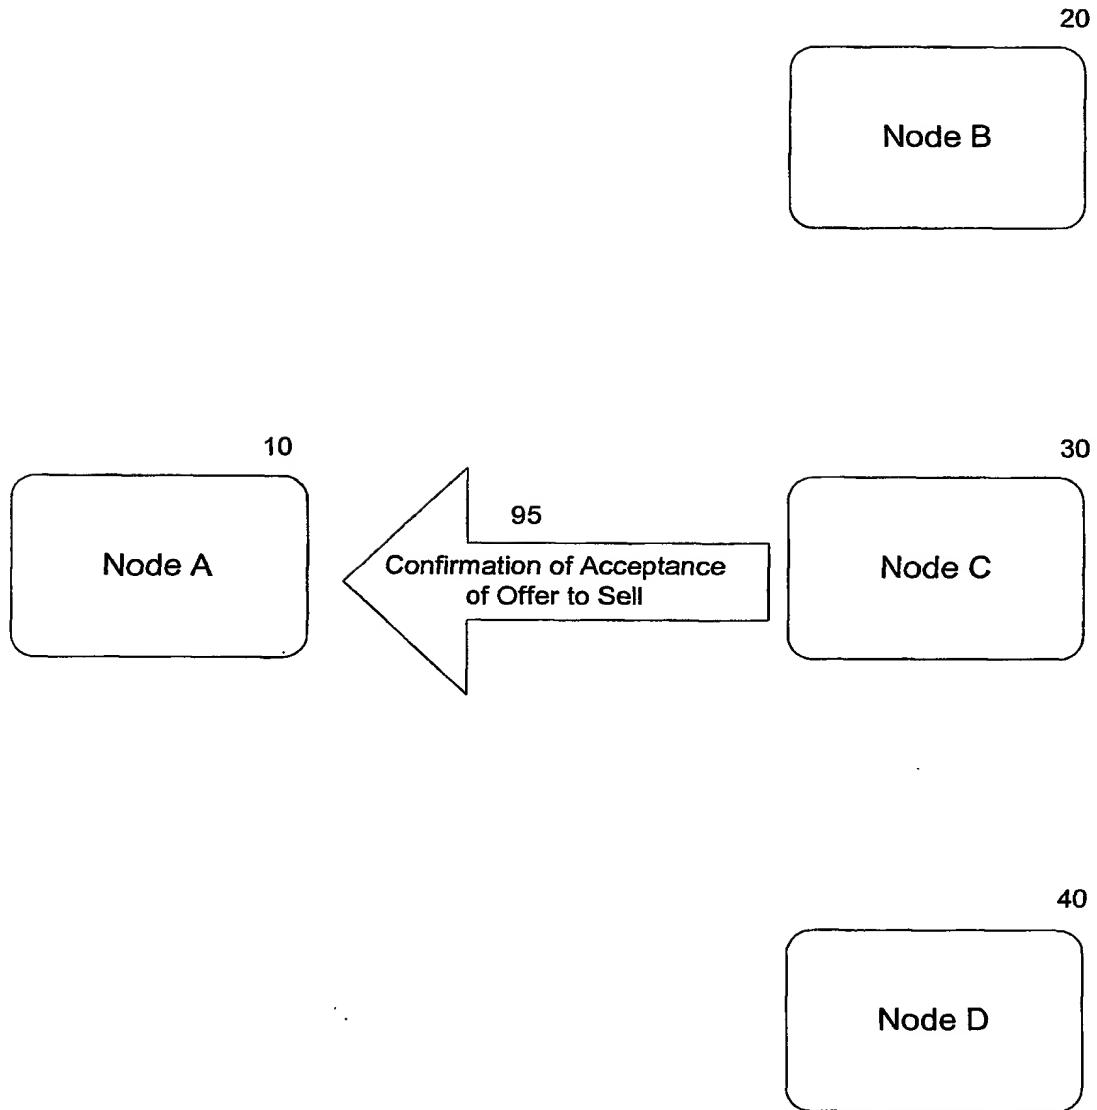 20
Node B
10
Node A
95
Confirmation of Acceptance
of Offer to Sell
30
Node C
40
Node D